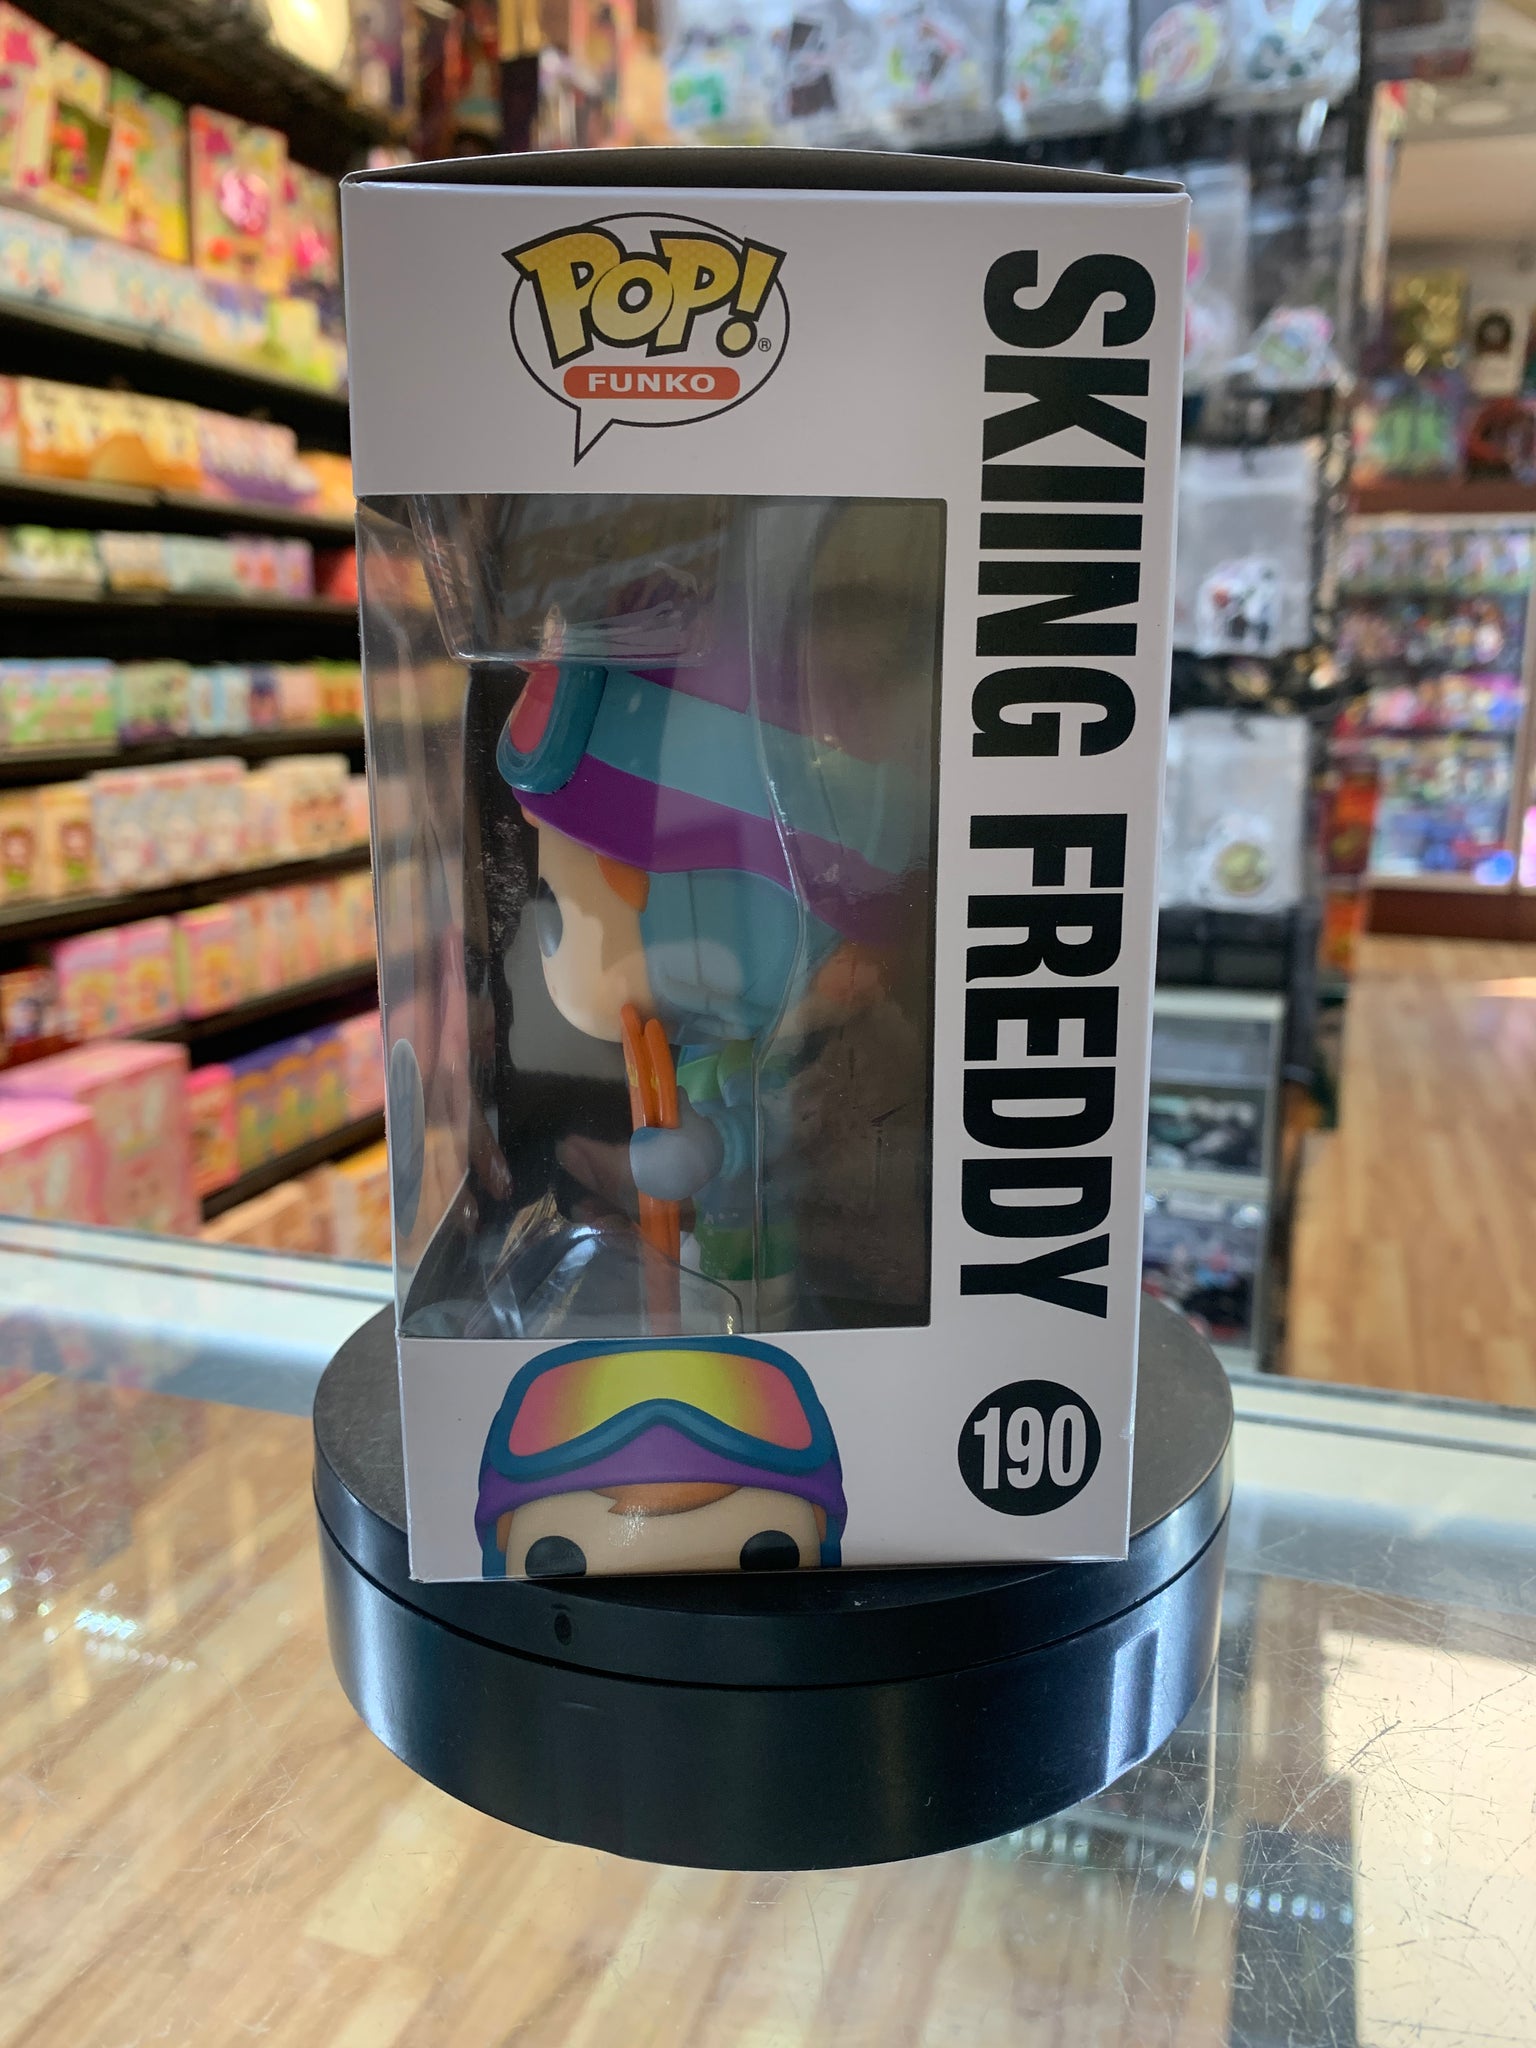 POP!®
FUNKO
SKIING FREDDY
190